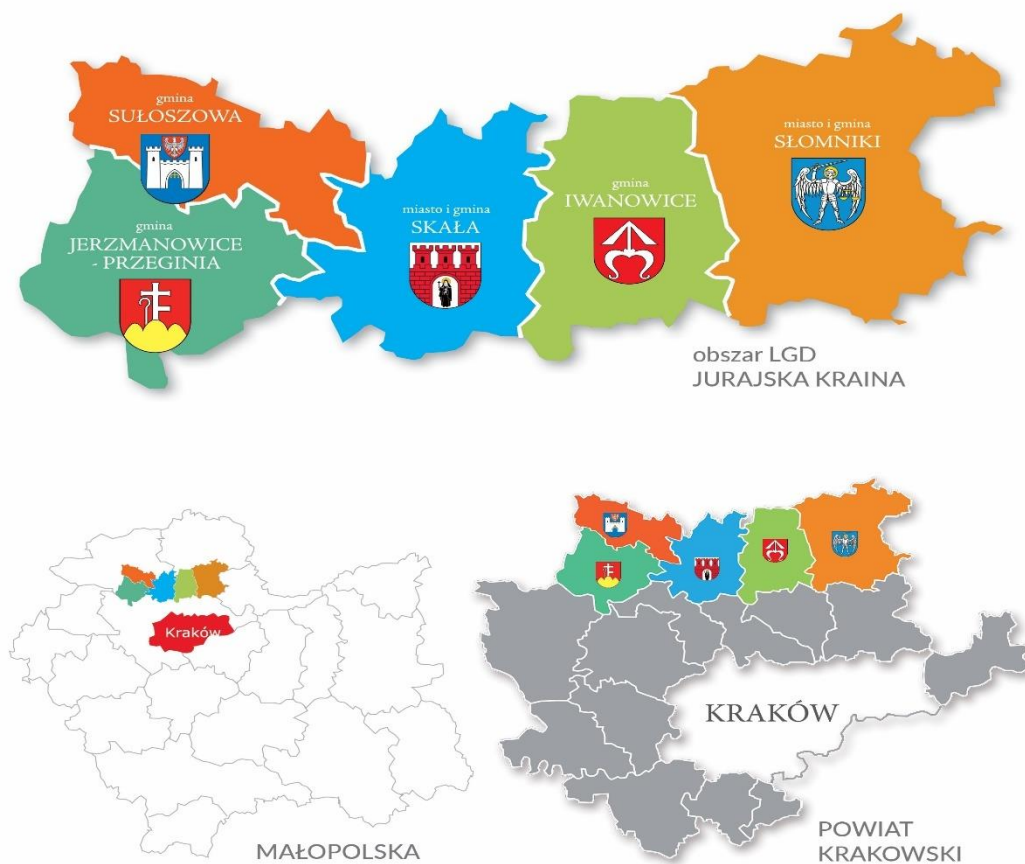 gmina
SUŁOSZOWA
gmina
JERZMANOWICE
- PRZEGINIA
miasto i gmina
SKAŁA
gmina
IWANOWICE
miasto i gmina
SŁOMNIKI
obszar LGD
JURAJSKA KRAINA
Kraków
MAŁOPOLSKA
KRAKÓW
POWIAT
KRAKOWSKI